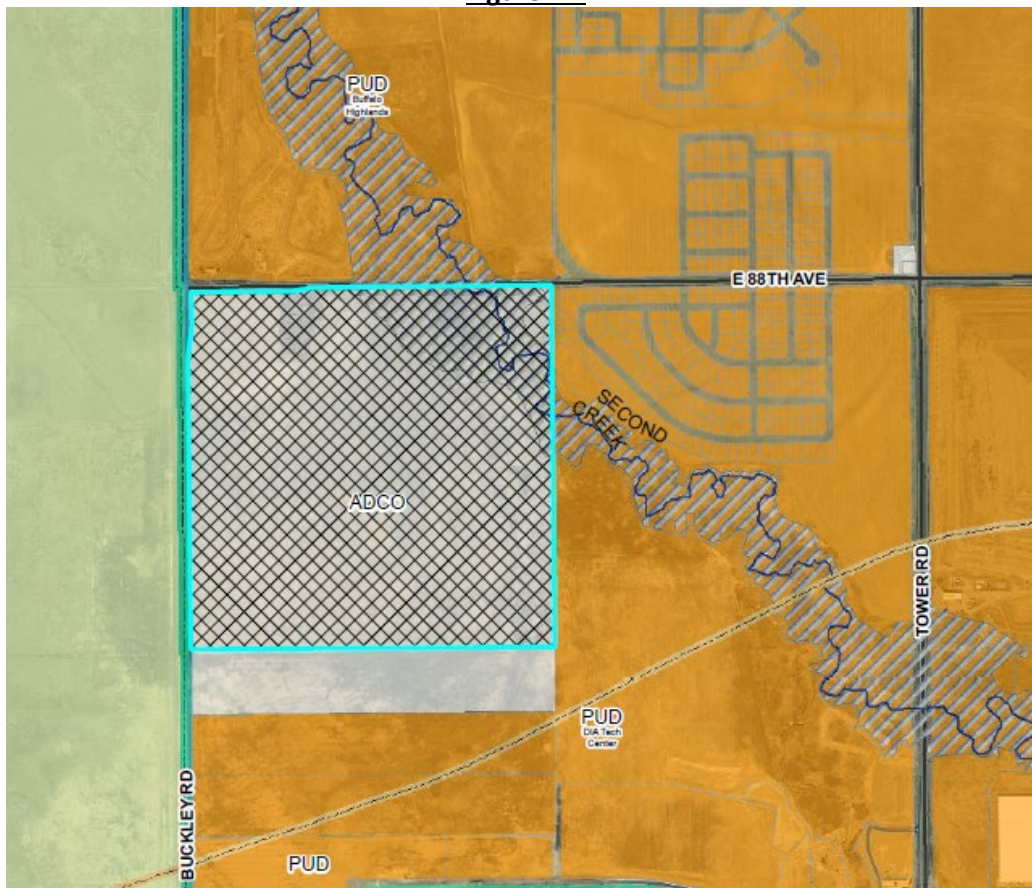 PUD
Buffalo
Highlands
E 88TH AVE
SECOND
CREEK
ADCO
TOWER RD
PUD
DIA Tech
Center
BUCKLEY RD
PUD